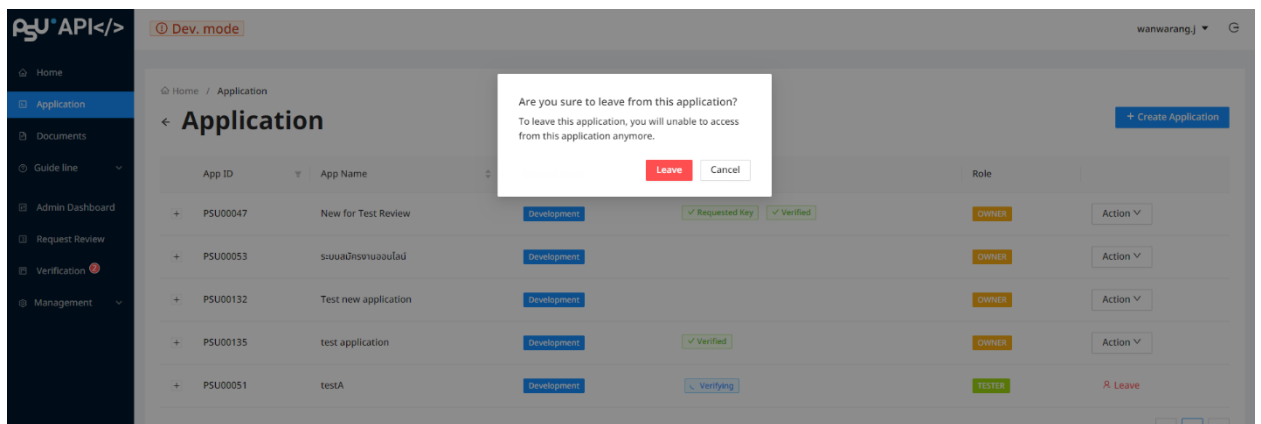 PSU API</>
Dev. mode
wanwarang.j
Home
Application
Documents
Guide line
Admin Dashboard
Request Review
Verification 2
Management
Home / Application
Application
+ Create Application
Are you sure to leave from this application?
To leave this application, you will unable to access
from this application anymore.
Leave Cancel
App ID App Name Role
+ PSU00047 New for Test Review Development Requested Key Verified OWNER Action
+ PSU00053 ระบบสมัครงานออนไลน์ Development OWNER Action
+ PSU00132 Test new application Development OWNER Action
+ PSU00135 test application Development Verified OWNER Action
+ PSU00051 testA Development Verifying TESTER Leave